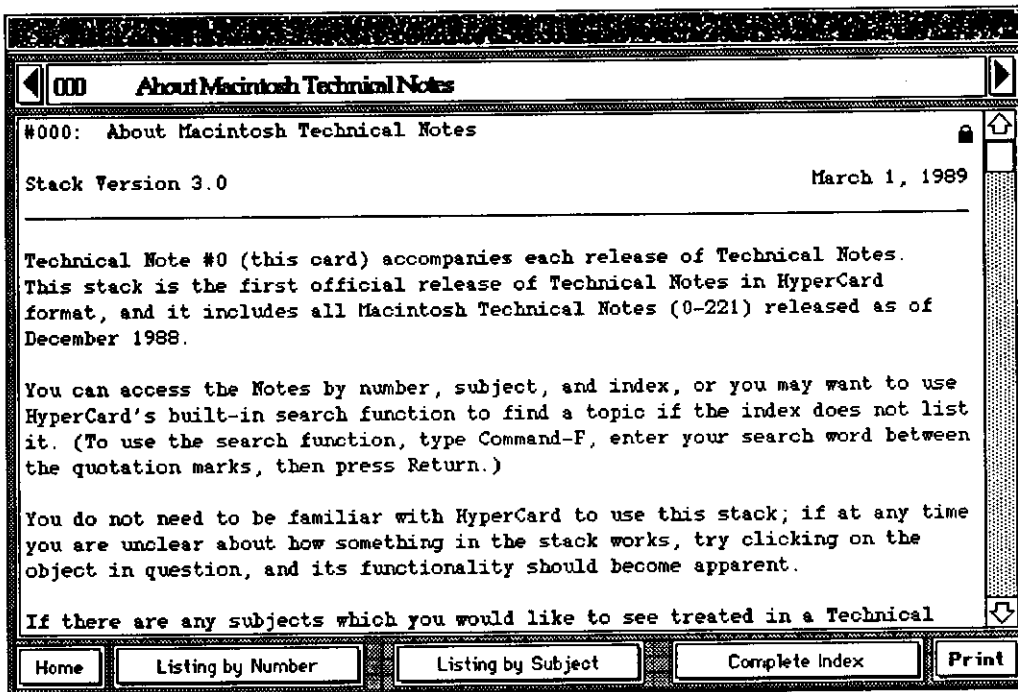 000 About Macintosh Technical Notes
#000: About Macintosh Technical Notes
Stack Version 3.0 March 1, 1989
Technical Note #0 (this card) accompanies each release of Technical Notes.
This stack is the first official release of Technical Notes in HyperCard
format, and it includes all Macintosh Technical Notes (0-221) released as of
December 1988.
You can access the Notes by number, subject, and index, or you may want to use
HyperCard's built-in search function to find a topic if the index does not list
it. (To use the search function, type Command-F, enter your search word between
the quotation marks, then press Return.)
You do not need to be familiar with HyperCard to use this stack; if at any time
you are unclear about how something in the stack works, try clicking on the
object in question, and its functionality should become apparent.
If there are any subjects which you would like to see treated in a Technical
Home Listing by Number Listing by Subject Complete Index Print